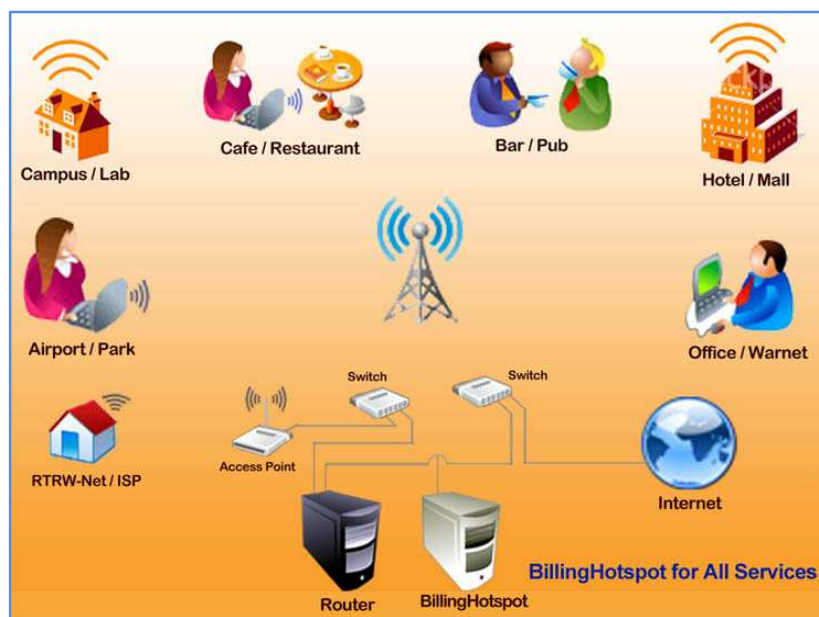 Campus / Lab
Cafe / Restaurant
Bar / Pub
Hotel / Mall
Airport / Park
Office / Warnet
Switch
Switch
Access Point
RTRW-Net / ISP
Internet
Router
BillingHotspot
BillingHotspot for All Services